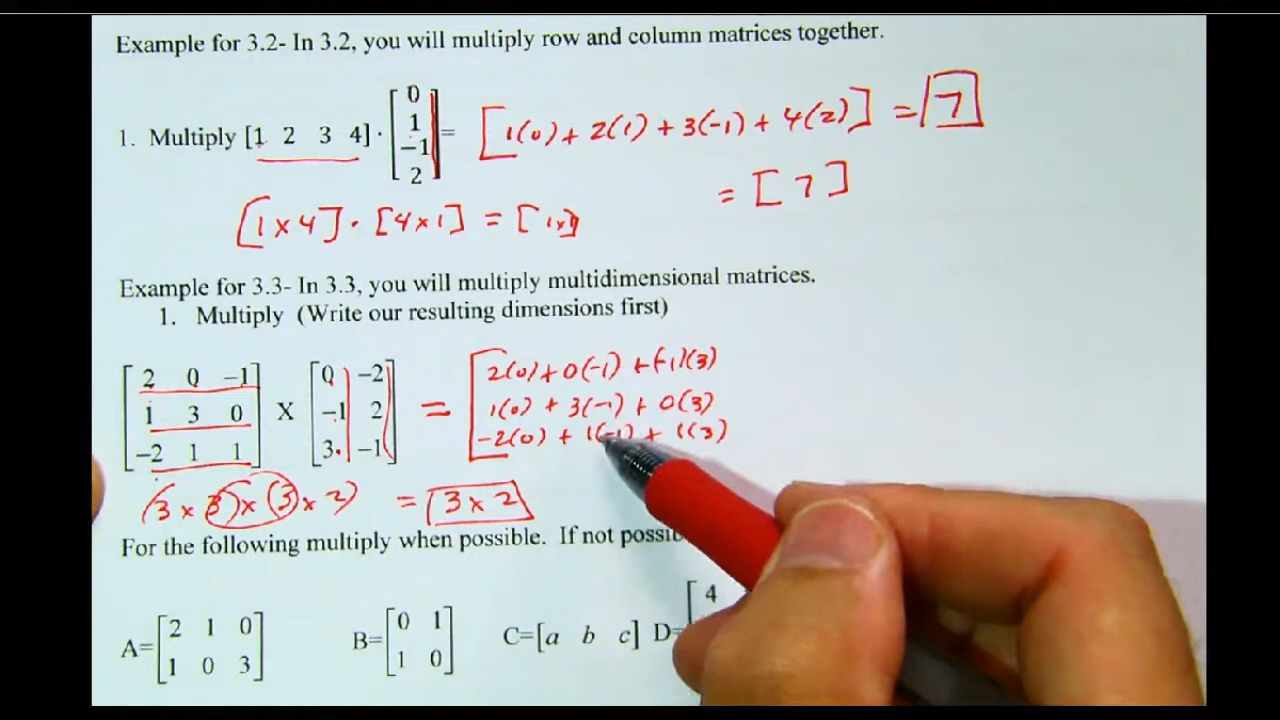 Example for 3.2- In 3.2, you will multiply row and column matrices together.
1. Multiply [1 2 3 4] · [0 1 -1 2] = [1(0) + 2(1) + 3(-1) + 4(2)] = 7
= [7]
[1 x 4] · [4 x 1] = [1x1]
Example for 3.3- In 3.3, you will multiply multidimensional matrices.
1. Multiply (Write our resulting dimensions first)
[2 0 -1] X [0 -2] = [2(0) + 0(-1) + (-1)(3)
[1 3 0] [-1 2] 1(0) + 3(-1) + 0(3)
[-2 1 1] [3 -1] -2(0) + 1(-1) + 1(3)
(3 x 3) x (3 x 2) = 3 x 2
For the following multiply when possible. If not
A= [2 1 0] B= [0 1] C=[a b c] D= [4
[1 0 3] [1 0]